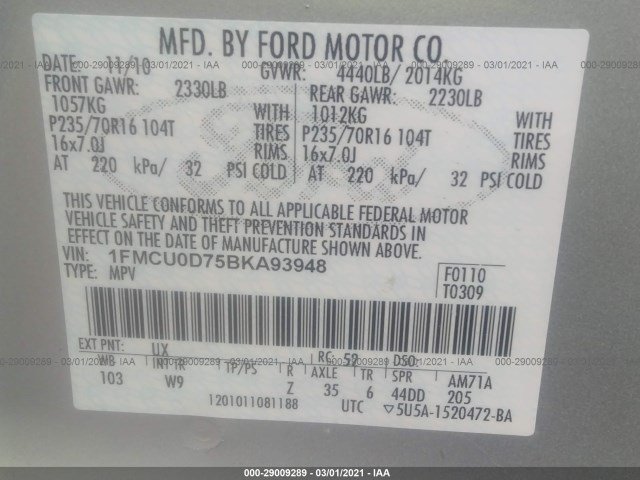 MFD. BY FORD MOTOR CO.
DATE: 11/10 GVWR: 4440LB/ 2014KG
FRONT GAWR: 2330LB REAR GAWR: 2230LB
1057KG WITH 1012KG WITH
P235/70R16 104T TIRES P235/70R16 104T TIRES
16x7.0J RIMS 16x7.0J RIMS
AT 220 kPa/ 32 PSI COLD AT 220 kPa/ 32 PSI COLD
THIS VEHICLE CONFORMS TO ALL APPLICABLE FEDERAL MOTOR
VEHICLE SAFETY AND THEFT PREVENTION STANDARDS IN
EFFECT ON THE DATE OF MANUFACTURE SHOWN ABOVE.
VIN: 1FMCU0D75BKA93948 F0110
TYPE: MPV T0309
EXT PNT: UX RC: 52 DSO:
WB INT TR TP/PS R AXLE TR SPR AM71A
103 W9 Z 35 6 44DD 205
1201011081188 UTC ▽5U5A-1520472-BA
000-29009289 - 03/01/2021 - IAA